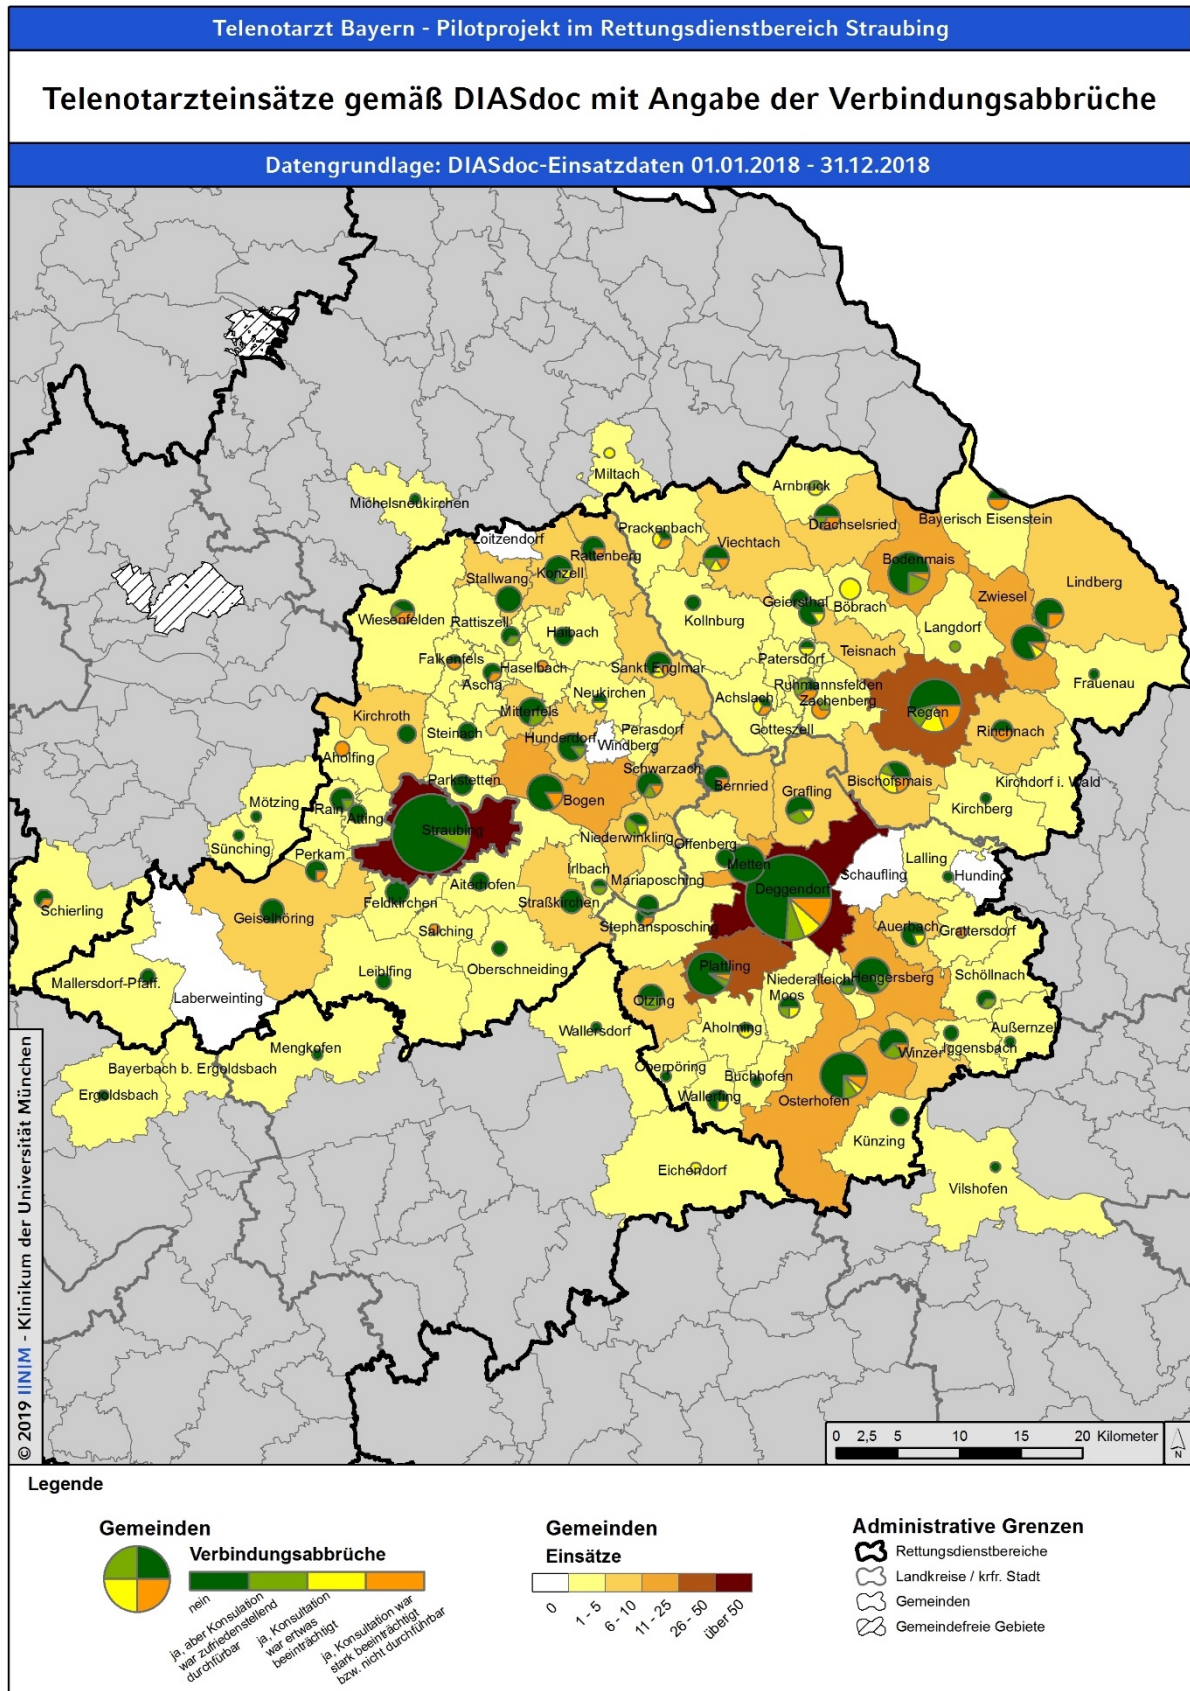 Telenotarzt Bayern - Pilotprojekt im Rettungsdienstbereich Straubing
Telenotarzteinsätze gemäß DIASdoc mit Angabe der Verbindungsabbrüche
Datengrundlage: DIASdoc-Einsatzdaten 01.01.2018 - 31.12.2018
Miltach
Michelsneukirchen
Arnbruck
Loitzendorf
Prackenbach
Drachselsried
Bayerisch Eisenstein
Rattenberg
Viechtach
Bodenmais
Konzell
Stallwang
Lindberg
Zwiesel
Geiersthal
Böbrach
Wiesenfelden
Rattiszell
Haibach
Kollnburg
Langdorf
Patersdorf
Teisnach
Falkenfels
Haselbach
Sankt Englmar
Ascha
Frauenau
Neukirchen
Achslach
Ruhmannsfelden
Zachenberg
Regen
Kirchroth
Mitterfels
Steinach
Perasdorf
Gotteszell
Rinchnach
Hunderdorf
Windberg
Aholfing
Schwarzach
Parkstetten
Bernried
Bischofsmais
Kirchdorf i. Wald
Grafling
Mötzing
Rain
Atting
Bogen
Kirchberg
Straubing
Niederwinkling
Offenberg
Sünching
Perkam
Irlbach
Metten
Lalling
Aiterhofen
Mariaposching
Deggendorf
Schaufling
Hunding
Feldkirchen
Straßkirchen
Schierling
Geiselhöring
Stephansposching
Auerbach
Grattersdorf
Salching
Plattling
Oberschneiding
Leiblfing
Niederalteich
Hengersberg
Schöllnach
Mallersdorf-Pfaff.
Laberweinting
Otzing
Moos
Wallersdorf
Aholming
Außernzell
Winzer
Iggensbach
Mengkofen
Bayerbach b. Ergoldsbach
Oberpöring
Buchhofen
Ergoldsbach
Wallerfing
Osterhofen
Künzing
Eichendorf
Vilshofen
© 2019 INM - Klinikum der Universität München
0 2,5 5 10 15 20 Kilometer
N
Legende
Gemeinden
Verbindungsabbrüche
nein
ja, aber Konsulation
war zufriedenstellend
durchfürbar
ja, Konsultation
war ertwas
beeinträchtigt
ja, Konsultation war
stark beeinträchtigt
bzw. nicht durchführbar
Gemeinden
Einsätze
0
1 - 5
6 - 10
11 - 25
26 - 50
über 50
Administrative Grenzen
Rettungsdienstbereiche
Landkreise / krfr. Stadt
Gemeinden
Gemeindefreie Gebiete